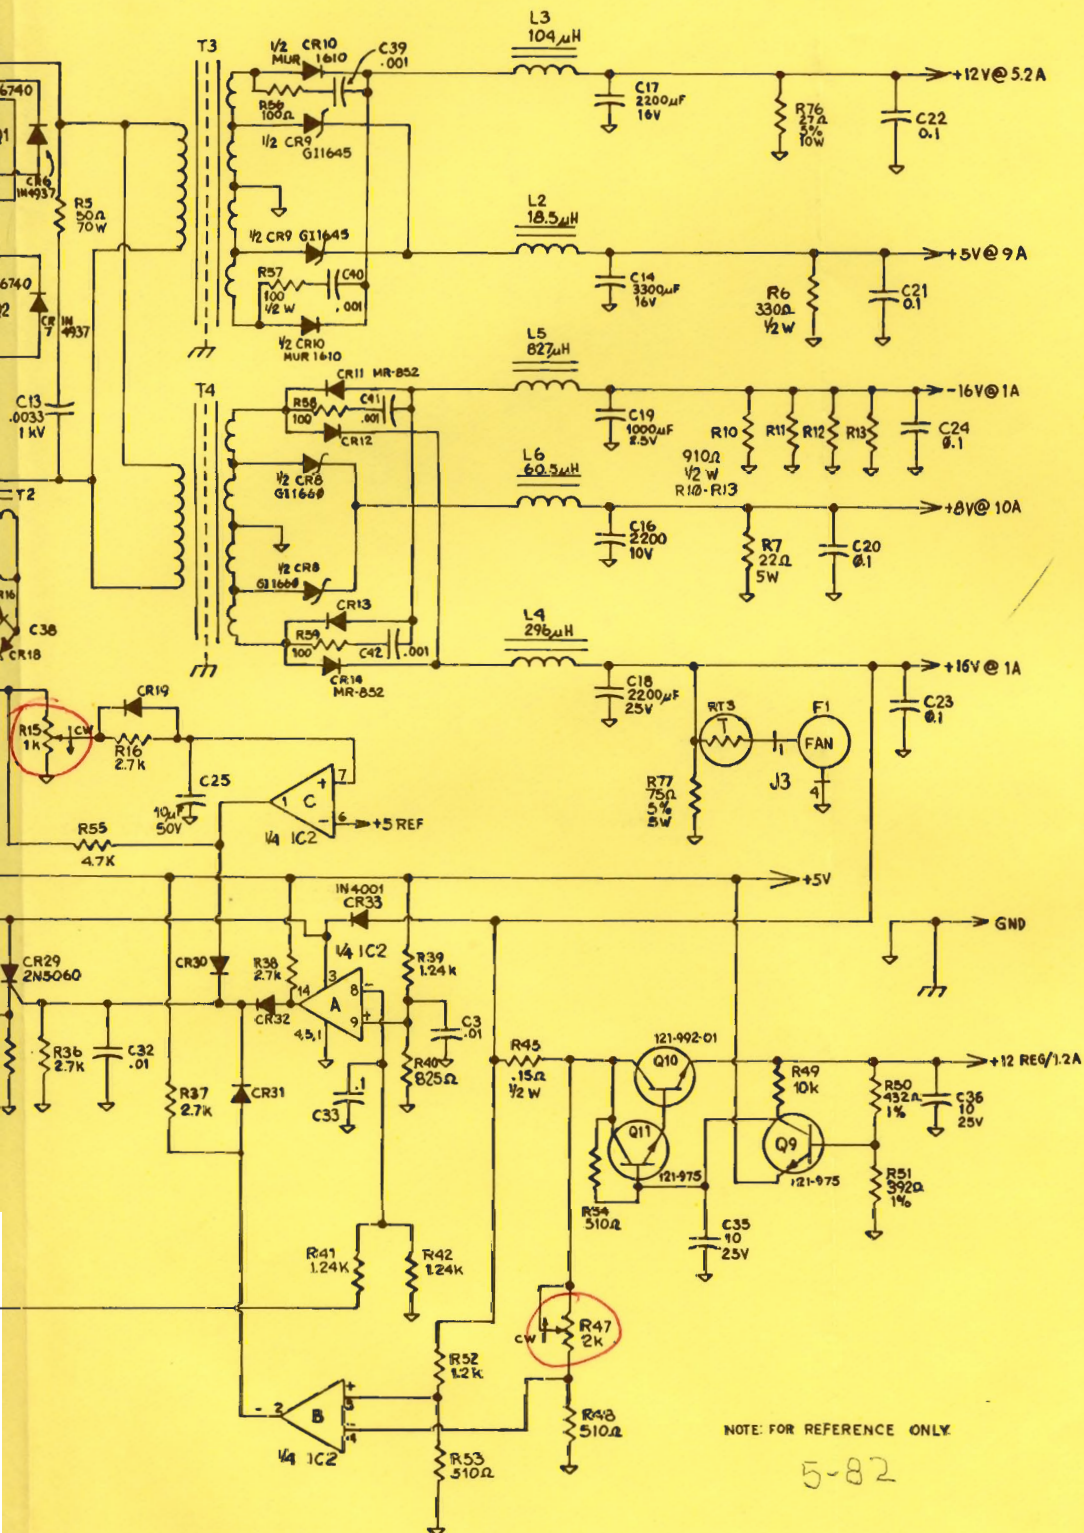 L3
104µH
T3
1/2 CR10
MUR 1610
C39
.001
+12V@5.2A
6740
Q1
CR6
1N4937
R56
100Ω
1/2 CR9
GI1645
C17
2200µF
16V
R76
27Ω
5%
10W
C22
0.1
R5
50Ω
70W
L2
18.5µH
1/2 CR9 GI1645
+5V@9A
R57
100
1/2 W
C40
.001
C14
3300µF
16V
R6
330Ω
1/2 W
C21
0.1
6740
Q2
CR
7
1N
4937
1/2 CR10
MUR 1610
L5
827µH
CR11 MR-852
T4
-16V@1A
C13
.0033
1 kV
R58
100
C41
.001
CR12
C19
1000µF
R10
R11
R12
R13
C24
0.1
910Ω
1/2 W
R10-R13
L6
60.5µH
1/2 CR8
GI1660
+8V@10A
T2
C16
2200
10V
R7
22Ω
5W
C20
0.1
1/2 CR8
GI1660
R16
C38
CR18
CR13
R59
100
C42
.001
CR14
MR-852
L4
296µH
+16V@1A
C18
2200µF
25V
C23
0.1
CR19
R15
1k
CW
R16
2.7k
RT3
T
F1
FAN
1
J3
4
C25
10µF
50V
7
+
1
C
-
6
+5 REF
1/4 IC2
R77
75Ω
5%
5W
R55
4.7K
+5V
1N4001
CR33
GND
CR29
2N5060
CR30
R38
2.7k
1/4 IC2
R39
1.24k
3
14
8
-
A
9
+
4,5,1
CR32
C3
.01
R36
2.7k
C32
.01
R37
2.7k
CR31
.1
C33
R40
825Ω
R45
.15Ω
1/2 W
121-992-01
Q10
+12 REG/1.2A
R49
10k
R50
432Ω
1%
C36
10
25V
Q11
121-975
Q9
121-975
R51
392Ω
1%
R54
510Ω
C35
10
25V
R41
1.24K
R42
1.24K
CW
R47
2k
R52
1.2k
- 2
B
+
3
-
4
1/4 IC2
R53
510Ω
R48
510Ω
NOTE: FOR REFERENCE ONLY.
5-82